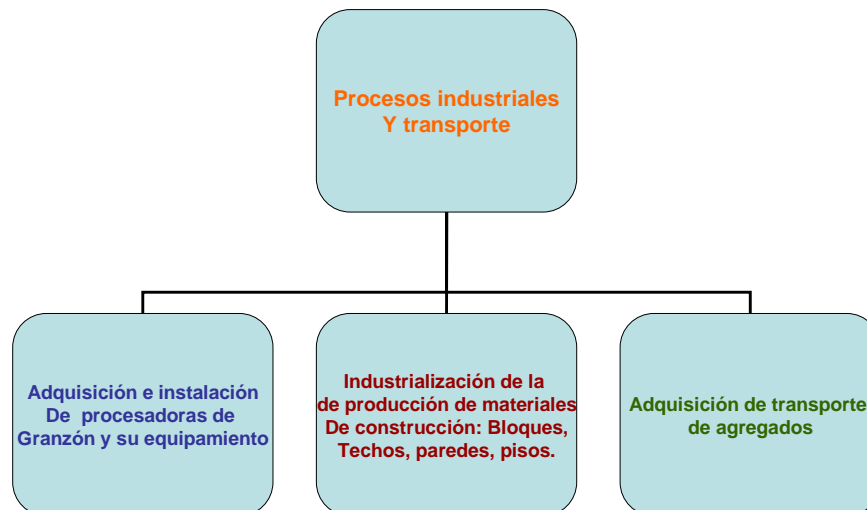 Procesos industriales
Y transporte
Adquisición e instalación
De procesadoras de
Granzón y su equipamiento
Industrialización de la
de producción de materiales
De construcción: Bloques,
Techos, paredes, pisos.
Adquisición de transporte
de agregados